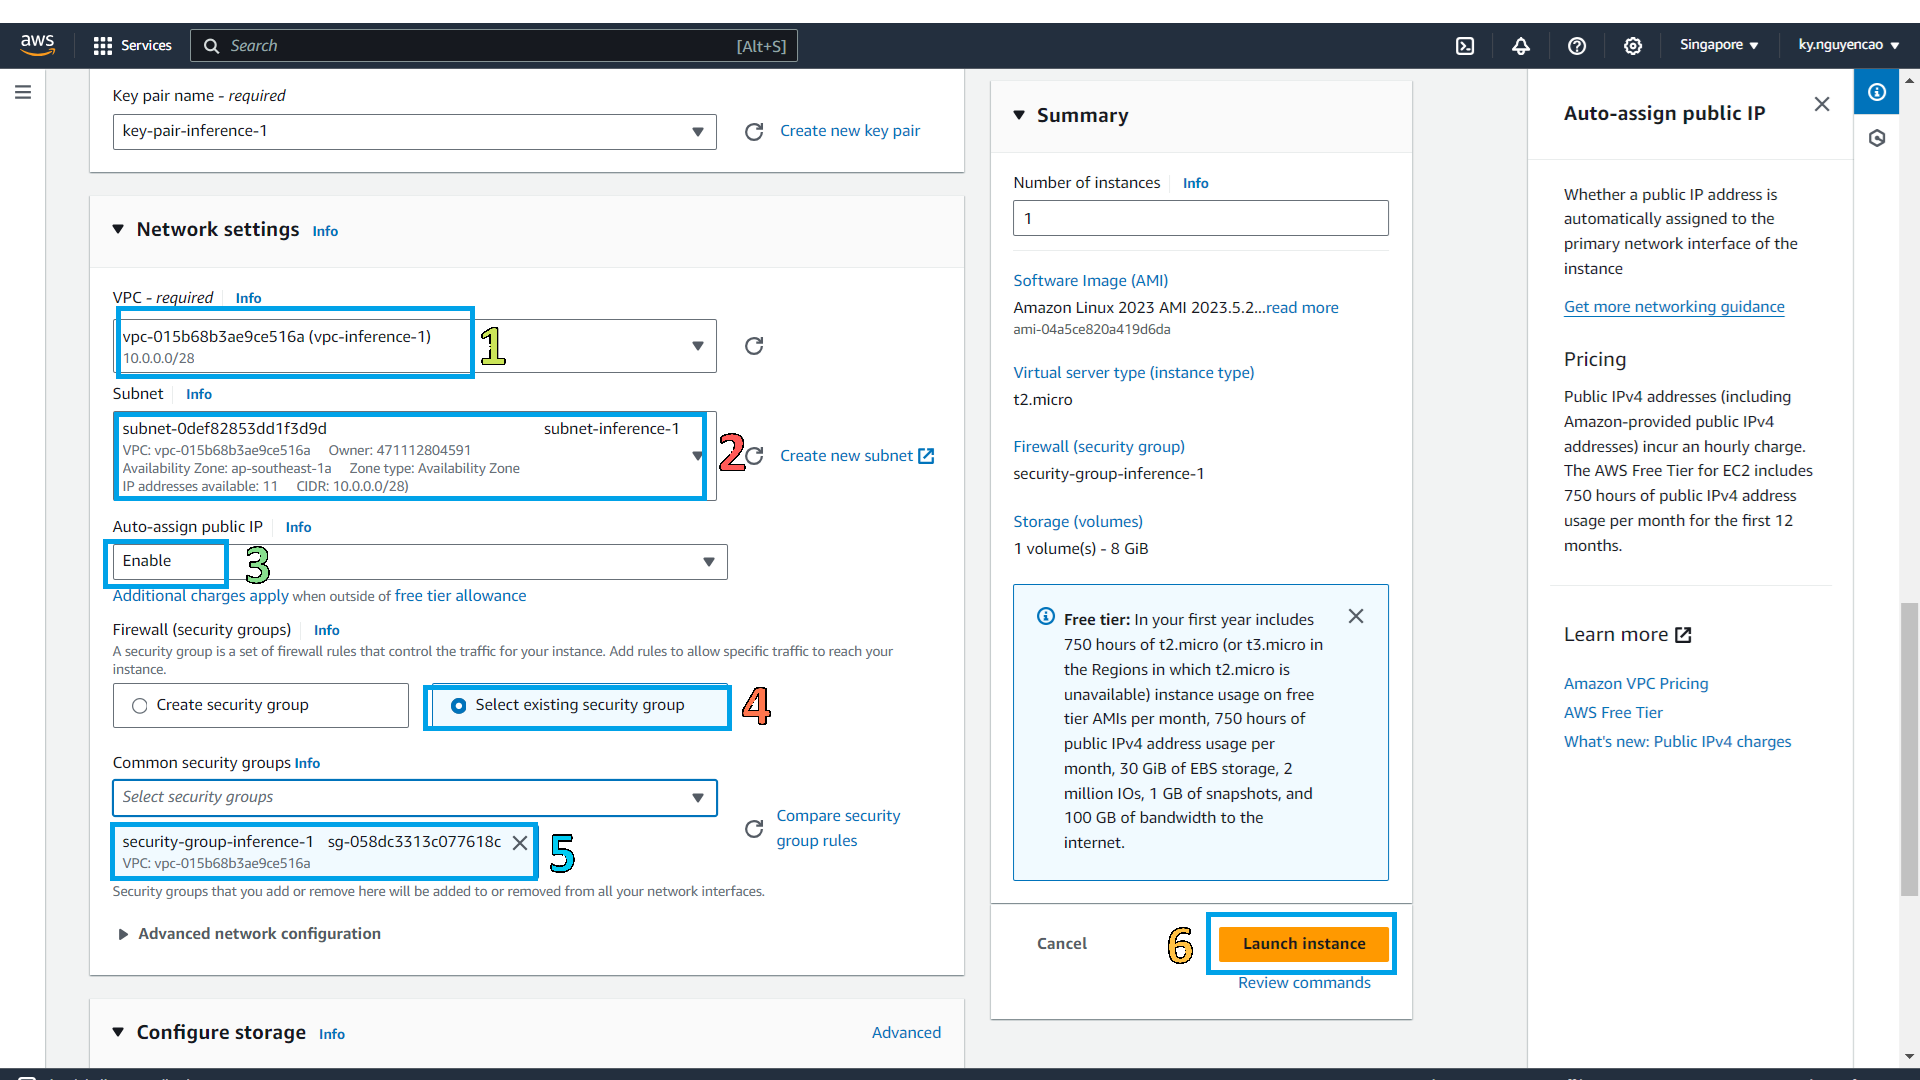 aws
Services
Search
[Alt+S]
Singapore
ky.nguyencao
Key pair name - required
key-pair-inference-1
Create new key pair
Network settings
Info
VPC - required
Info
vpc-015b68b3ae9ce516a (vpc-inference-1)
10.0.0.0/28
1
Subnet
Info
subnet-0def82853dd1f3d9d
subnet-inference-1
VPC: vpc-015b68b3ae9ce516a Owner: 471112804591
Availability Zone: ap-southeast-1a Zone type: Availability Zone
IP addresses available: 11 CIDR: 10.0.0.0/28)
2
Create new subnet
Auto-assign public IP
Info
Enable
3
Additional charges apply when outside of free tier allowance
Firewall (security groups)
Info
A security group is a set of firewall rules that control the traffic for your instance. Add rules to allow specific traffic to reach your
instance.
Create security group
Select existing security group
4
Common security groups Info
Select security groups
security-group-inference-1 sg-058dc3313c077618c
VPC: vpc-015b68b3ae9ce516a
5
Compare security
group rules
Security groups that you add or remove here will be added to or removed from all your network interfaces.
Advanced network configuration
Configure storage
Info
Advanced
Summary
Number of instances
Info
1
Software Image (AMI)
Amazon Linux 2023 AMI 2023.5.2...read more
ami-04a5ce820a419d6da
Virtual server type (instance type)
t2.micro
Firewall (security group)
security-group-inference-1
Storage (volumes)
1 volume(s) - 8 GiB
Free tier: In your first year includes
750 hours of t2.micro (or t3.micro in
the Regions in which t2.micro is
unavailable) instance usage on free
tier AMIs per month, 750 hours of
public IPv4 address usage per
month, 30 GiB of EBS storage, 2
million IOs, 1 GB of snapshots, and
100 GB of bandwidth to the
internet.
Cancel
6
Launch instance
Review commands
Auto-assign public IP
Whether a public IP address is
automatically assigned to the
primary network interface of the
instance
Get more networking guidance
Pricing
Public IPv4 addresses (including
Amazon-provided public IPv4
addresses) incur an hourly charge.
The AWS Free Tier for EC2 includes
750 hours of public IPv4 address
usage per month for the first 12
months.
Learn more
Amazon VPC Pricing
AWS Free Tier
What's new: Public IPv4 charges